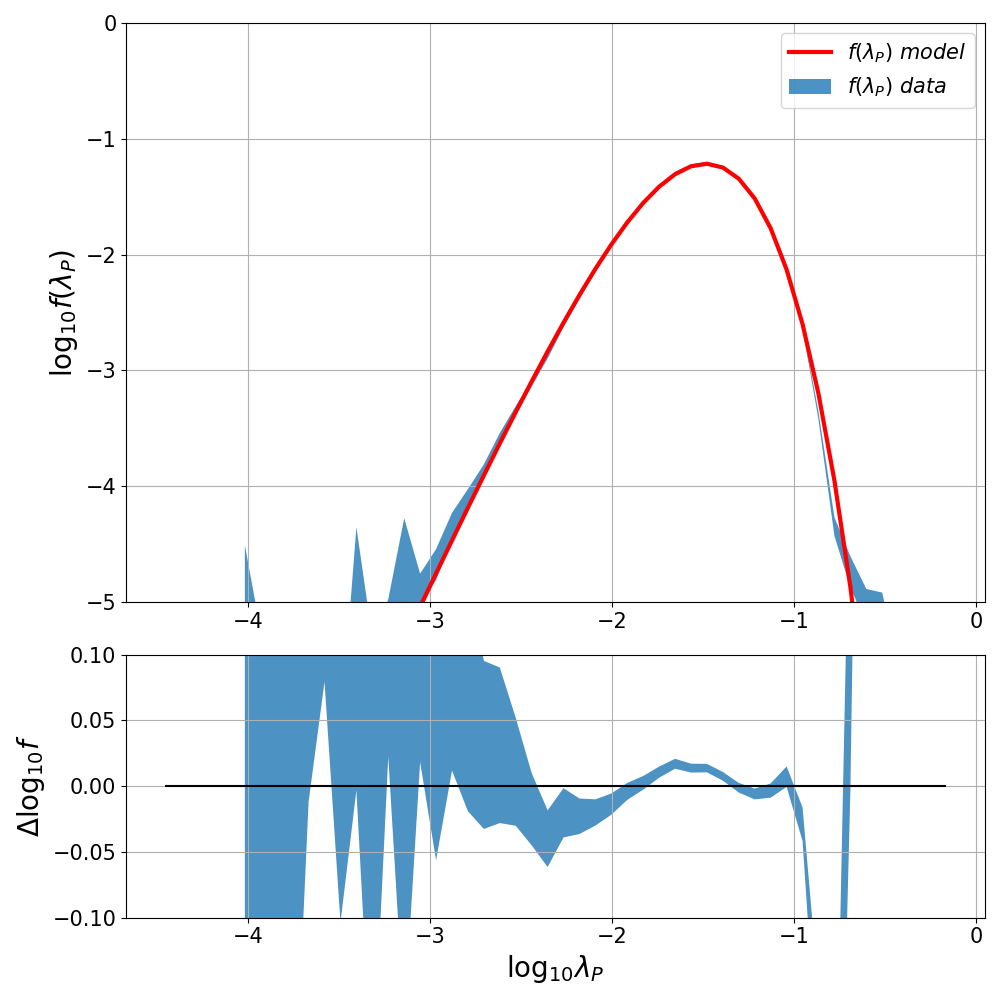 0
−1
−2
−3
−4
−5
log₁₀f(λ_P)
f(λ_P) model
f(λ_P) data
−4 −3 −2 −1 0
0.10
0.05
0.00
−0.05
−0.10
Δlog₁₀f
−4 −3 −2 −1 0
log₁₀λ_P